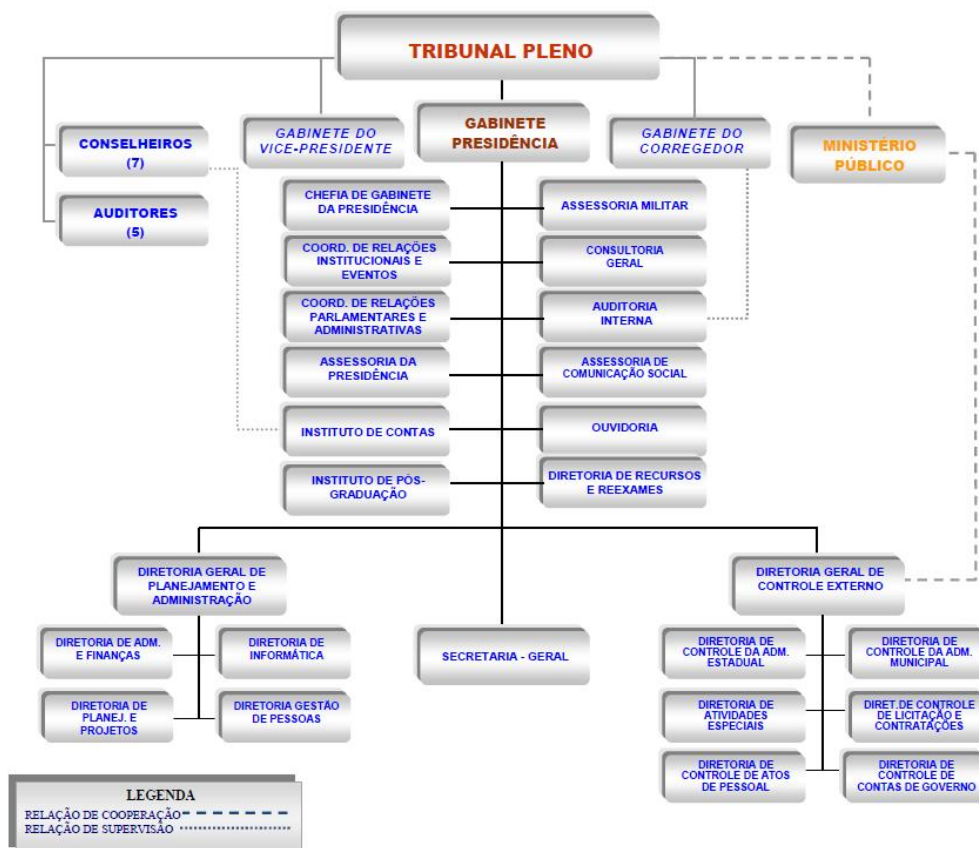 TRIBUNAL PLENO
CONSELHEIROS
(7)
GABINETE DO
VICE-PRESIDENTE
GABINETE
PRESIDÊNCIA
GABINETE DO
CORREGEDOR
MINISTÉRIO
PÚBLICO
AUDITORES
(5)
CHEFIA DE GABINETE
DA PRESIDÊNCIA
ASSESSORIA MILITAR
COORD. DE RELAÇÕES
INSTITUCIONAIS E
EVENTOS
CONSULTORIA
GERAL
COORD. DE RELAÇÕES
PARLAMENTARES E
ADMINISTRATIVAS
AUDITORIA
INTERNA
ASSESSORIA DA
PRESIDÊNCIA
ASSESSORIA DE
COMUNICAÇÃO SOCIAL
INSTITUTO DE CONTAS
OUVIDORIA
INSTITUTO DE PÓS-
GRADUAÇÃO
DIRETORIA DE RECURSOS
E REEXAMES
DIRETORIA GERAL DE
PLANEJAMENTO E
ADMINISTRAÇÃO
DIRETORIA GERAL DE
CONTROLE EXTERNO
DIRETORIA DE ADM.
E FINANÇAS
DIRETORIA DE
INFORMÁTICA
SECRETARIA - GERAL
DIRETORIA DE
CONTROLE DA ADM.
ESTADUAL
DIRETORIA DE
CONTROLE DA ADM.
MUNICIPAL
DIRETORIA DE
PLANEJ. E
PROJETOS
DIRETORIA GESTÃO
DE PESSOAS
DIRETORIA DE
ATIVIDADES
ESPECIAIS
DIRET.DE CONTROLE
DE LICITAÇÃO E
CONTRATAÇÕES
DIRETORIA DE
CONTROLE DE ATOS
DE PESSOAL
DIRETORIA DE
CONTROLE DE
CONTAS DE GOVERNO
LEGENDA
RELAÇÃO DE COOPERAÇÃO
RELAÇÃO DE SUPERVISÃO